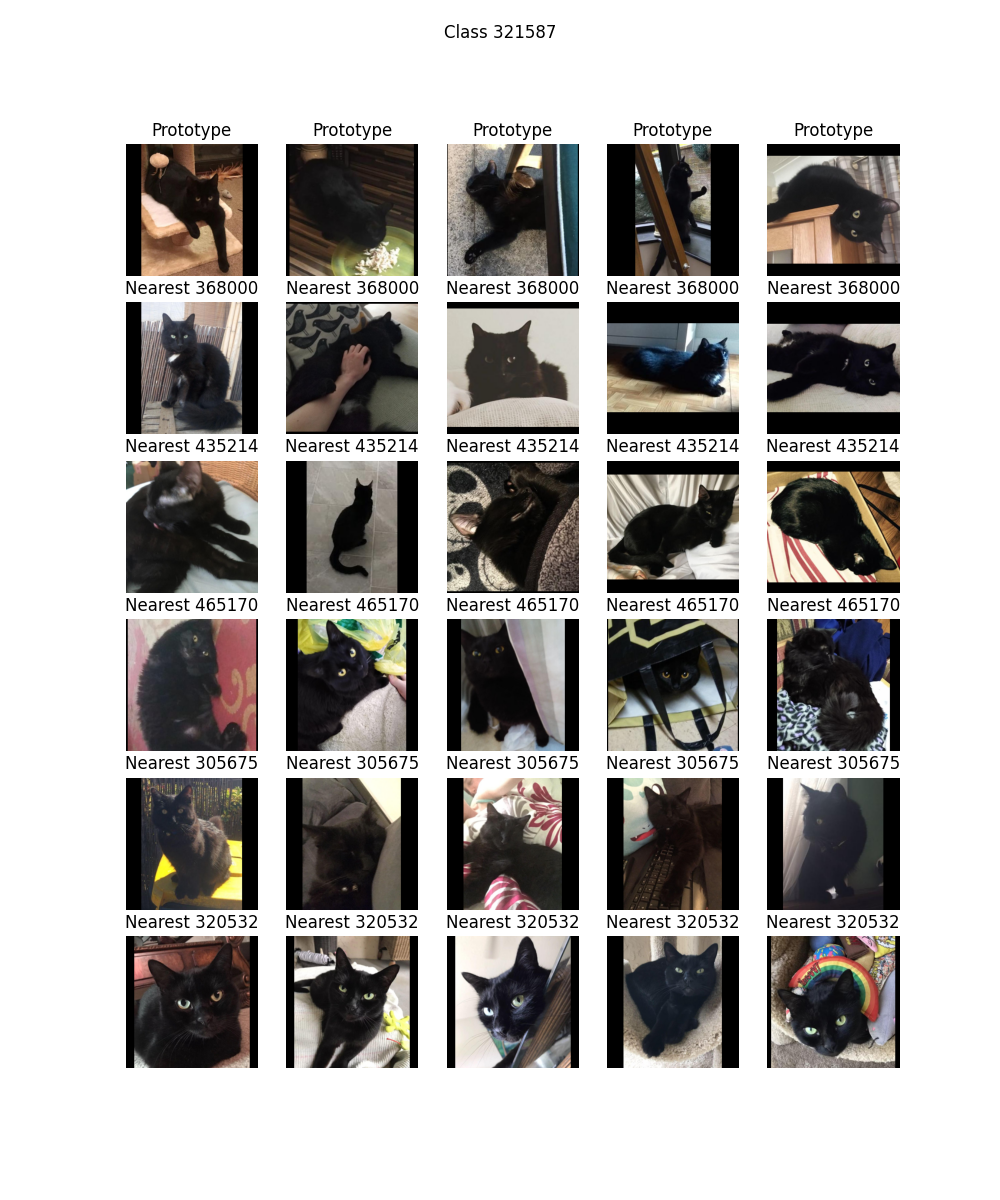 Class 321587
Prototype Prototype Prototype Prototype Prototype
Nearest 368000 Nearest 368000 Nearest 368000 Nearest 368000 Nearest 368000
Nearest 435214 Nearest 435214 Nearest 435214 Nearest 435214 Nearest 435214
Nearest 465170 Nearest 465170 Nearest 465170 Nearest 465170 Nearest 465170
Nearest 305675 Nearest 305675 Nearest 305675 Nearest 305675 Nearest 305675
Nearest 320532 Nearest 320532 Nearest 320532 Nearest 320532 Nearest 320532